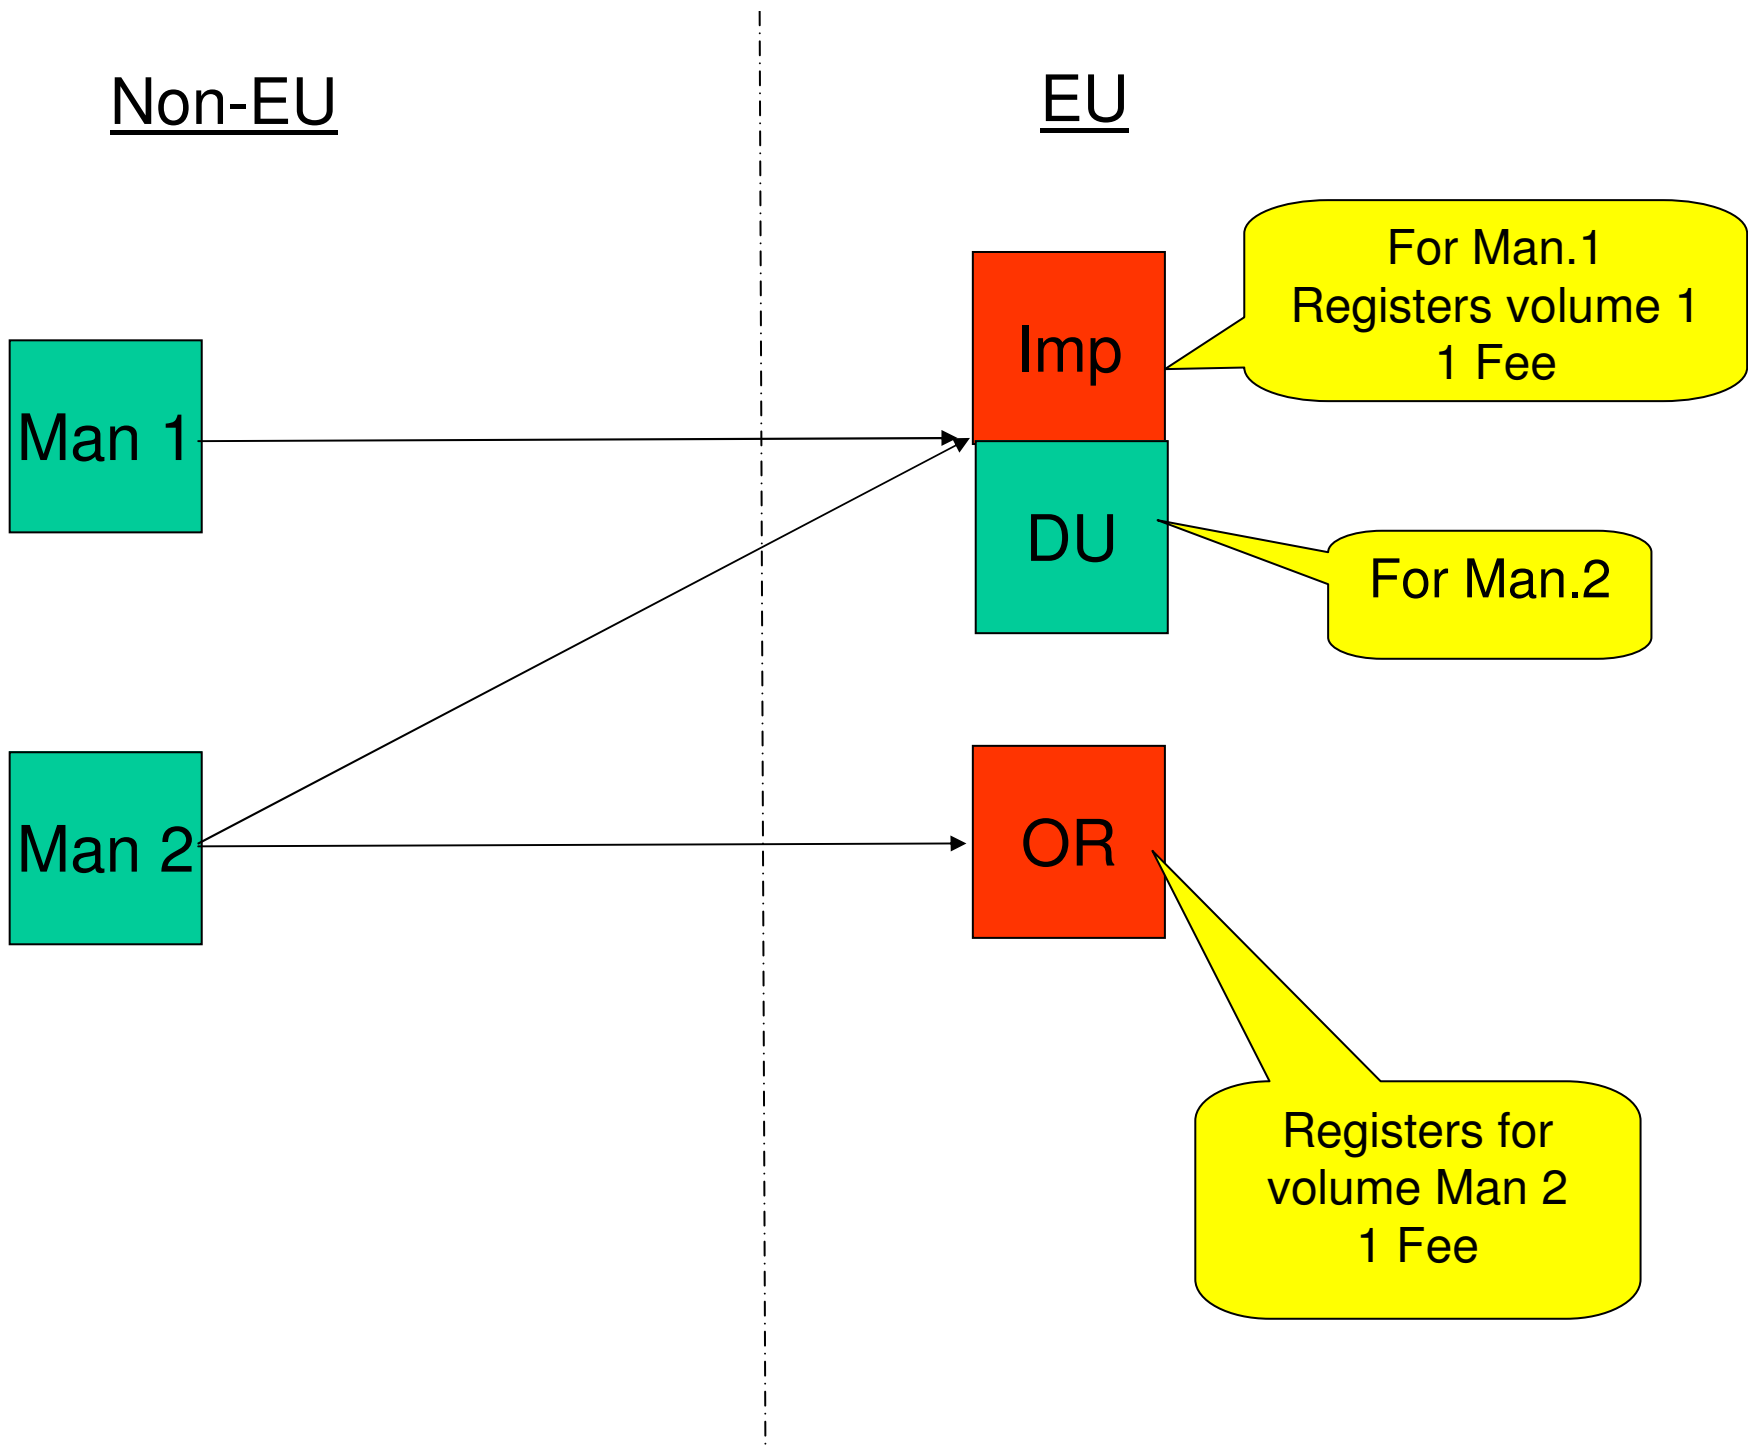 Non-EU
EU
For Man.1
Registers volume 1
1 Fee
Imp
Man 1
DU
For Man.2
Man 2
OR
Registers for
volume Man 2
1 Fee